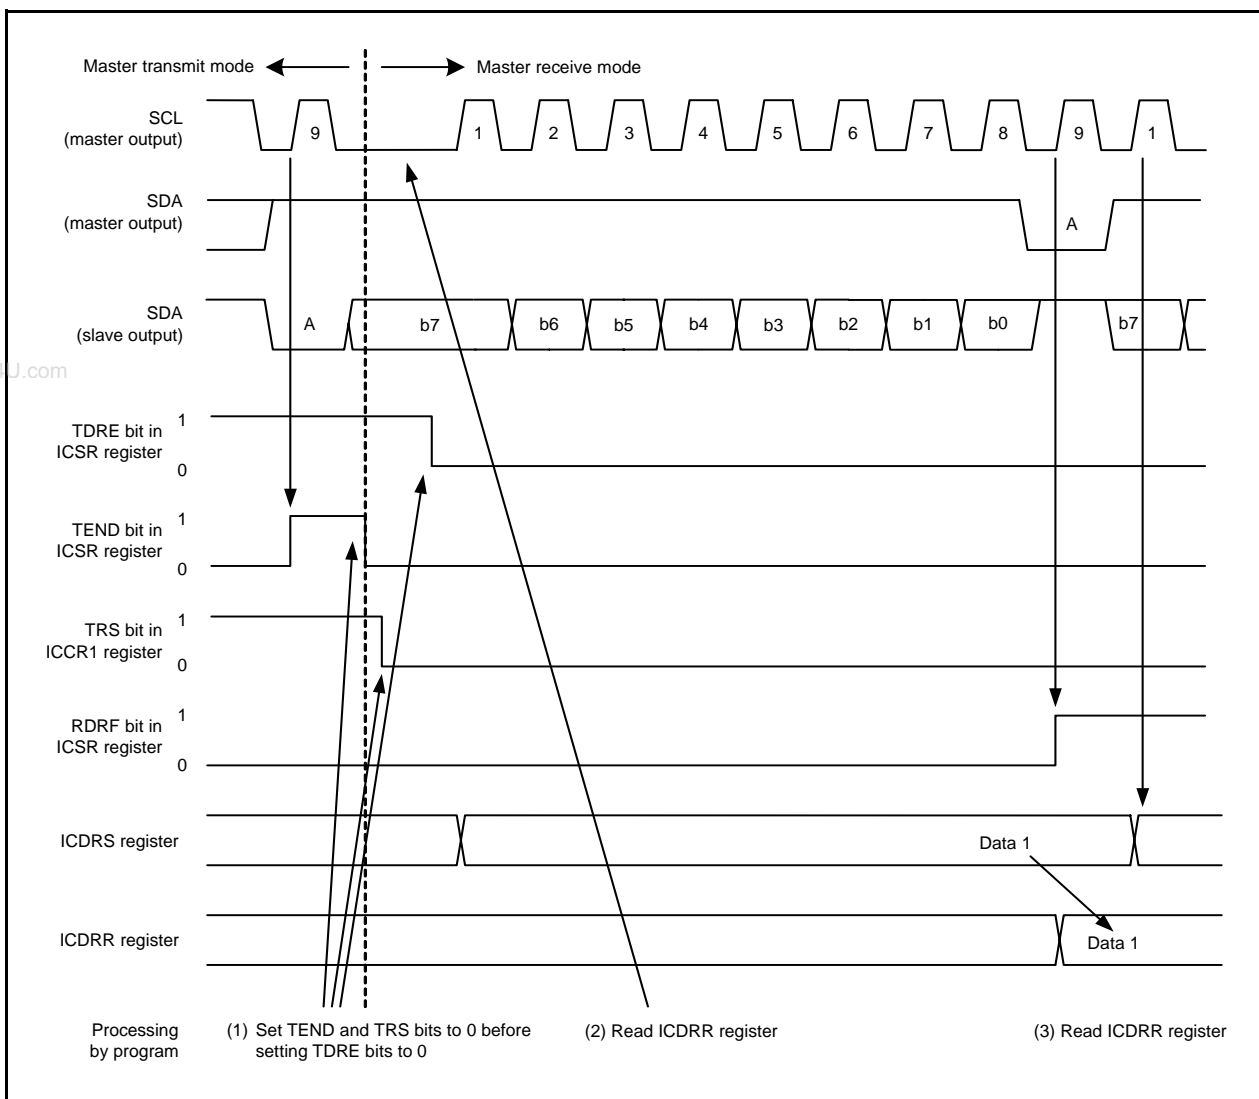 Master transmit mode
Master receive mode
SCL
(master output)
9
1
2
3
4
5
6
7
8
9
1
SDA
(master output)
A
SDA
(slave output)
A
b7
b6
b5
b4
b3
b2
b1
b0
b7
U.com
TDRE bit in
ICSR register
1
0
TEND bit in
ICSR register
1
0
TRS bit in
ICCR1 register
1
0
RDRF bit in
ICSR register
1
0
ICDRS register
Data 1
ICDRR register
Data 1
Processing
by program
(1) Set TEND and TRS bits to 0 before
setting TDRE bits to 0
(2) Read ICDRR register
(3) Read ICDRR register